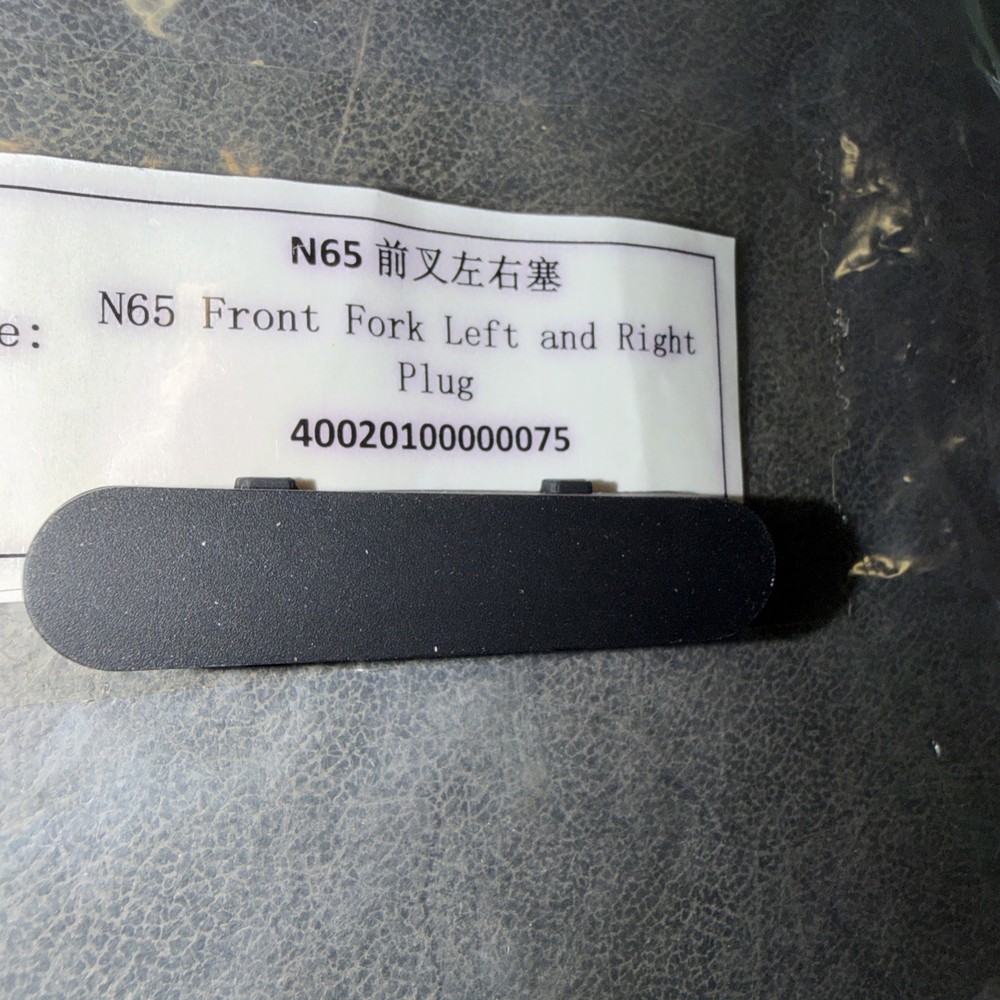 N65 前叉左右塞
e: N65 Front Fork Left and Right
Plug
40020100000075